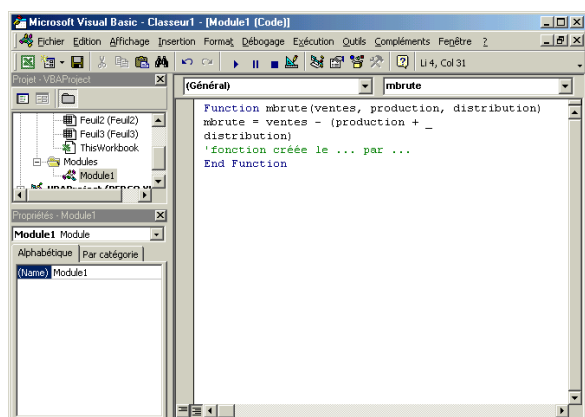 Microsoft Visual Basic - Classeur1 - [Module1 (Code)]
Fichier Edition Affichage Insertion Format Débogage Exécution Outils Compléments Fenêtre ?
Li 4, Col 31
Projet - VBAProject
Feuil2 (Feuil2)
Feuil3 (Feuil3)
ThisWorkbook
Modules
Module1
Propriétés - Module1
Module1 Module
Alphabétique Par catégorie
(Name) Module1
(Général) mbrute
Function mbrute(ventes, production, distribution)
mbrute = ventes - (production + _
distribution)
'fonction créée le ... par ...
End Function